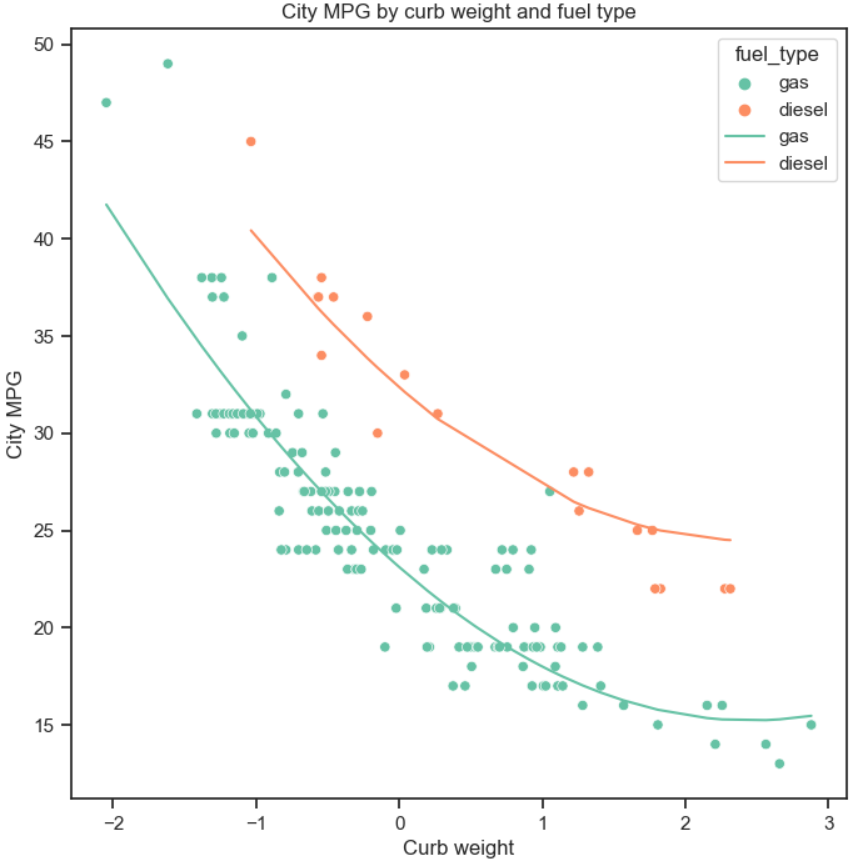 City MPG by curb weight and fuel type
fuel_type
gas
diesel
gas
diesel
50
45
40
35
30
25
20
15
City MPG
−2
−1
0
1
2
3
Curb weight